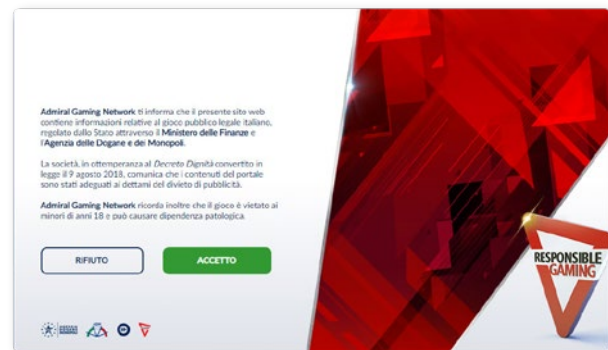 Admiral Gaming Network ti informa che il presente sito web
contiene informazioni relative al gioco pubblico legale italiano,
regolato dallo Stato attraverso il Ministero delle Finanze e
l'Agenzia delle Dogane e dei Monopoli.
La società, in ottemperanza al Decreto Dignità convertito in
legge il 9 agosto 2018, comunica che i contenuti del portale
sono stati adeguati ai dettami del divieto di pubblicità.
Admiral Gaming Network ricorda inoltre che il gioco è vietato ai
minori di anni 18 e può causare dipendenza patologica.
RIFIUTO
ACCETTO
RESPONSIBLE
GAMING